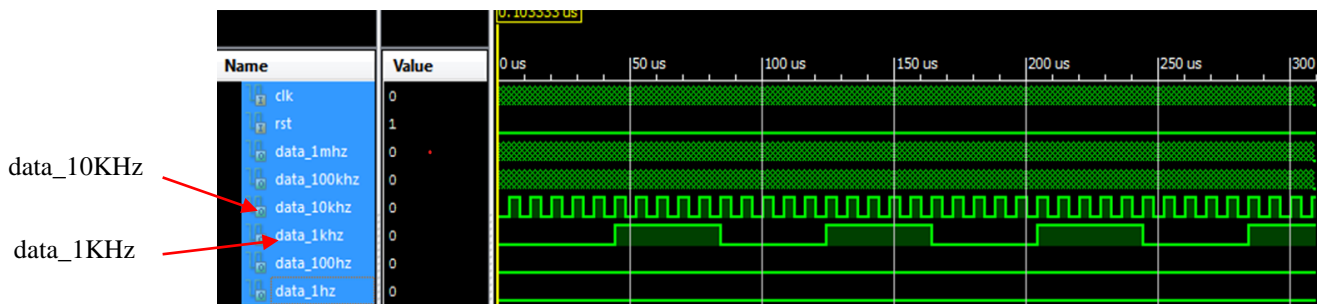 0.103333 us
Name Value 0 us 50 us 100 us 150 us 200 us 250 us 300
clk 0
rst 1
data_1mhz 0
data_100khz 0
data_10KHz
data_10khz 0
data_1khz 0
data_1KHz
data_100hz 0
data_1hz 0